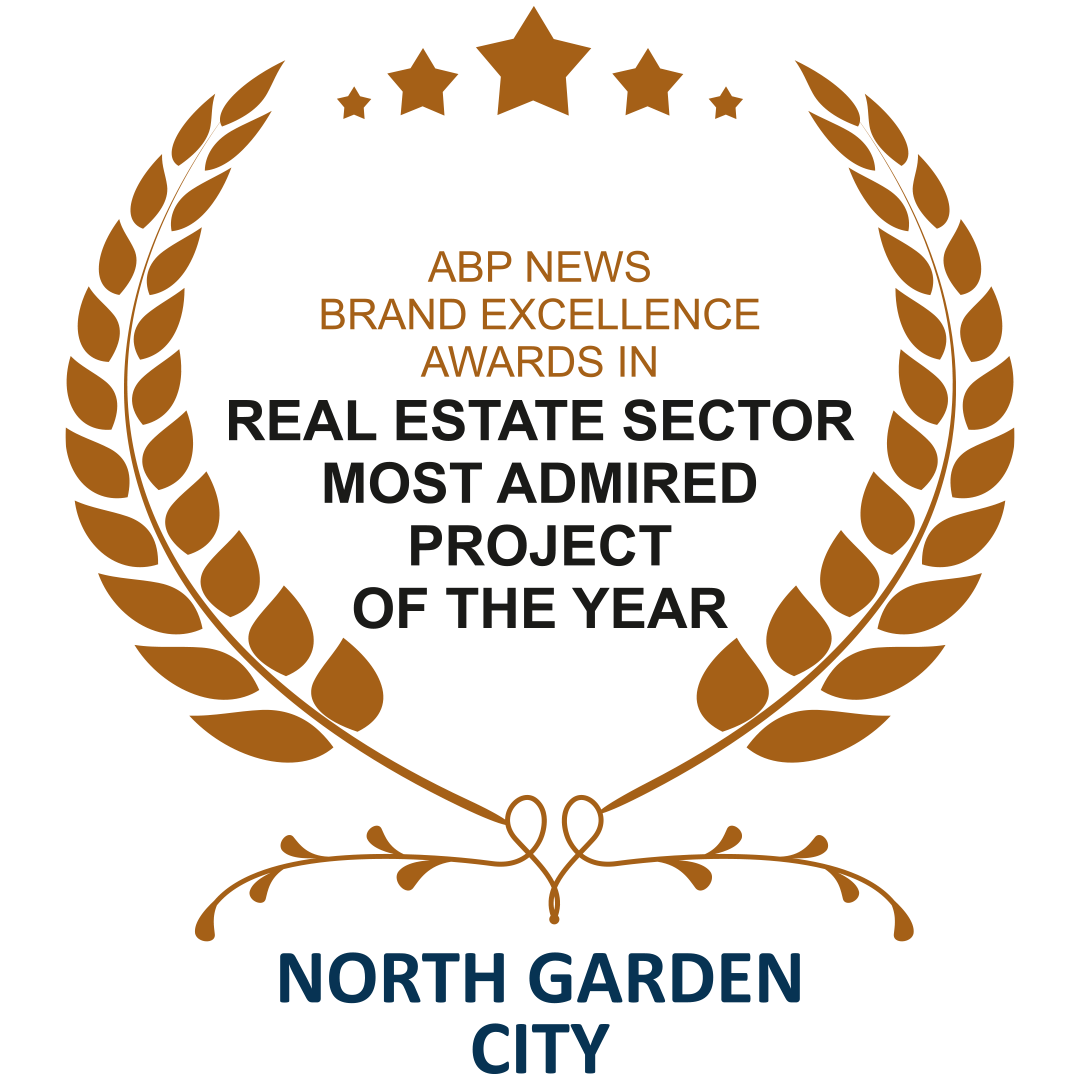 ABP NEWS
BRAND EXCELLENCE
AWARDS IN
REAL ESTATE SECTOR
MOST ADMIRED
PROJECT
OF THE YEAR
NORTH GARDEN
CITY